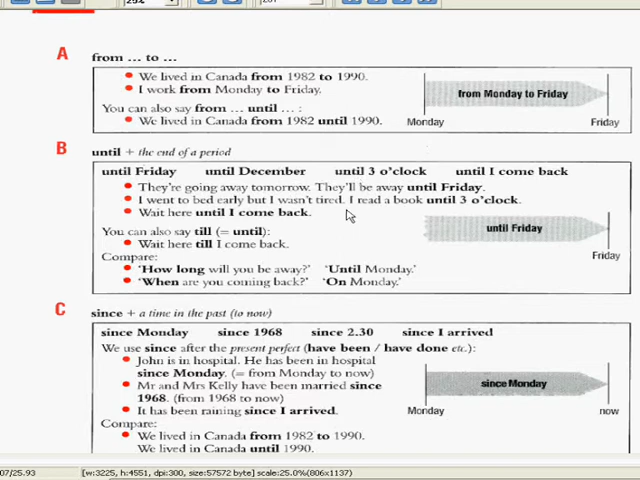 A
from ... to ...
We lived in Canada from 1982 to 1990.
I work from Monday to Friday.
You can also say from ... until ... :
We lived in Canada from 1982 until 1990.
from Monday to Friday
Monday
Friday
B
until + the end of a period
until Friday until December until 3 o'clock until I come back
They're going away tomorrow. They'll be away until Friday.
I went to bed early but I wasn't tired. I read a book until 3 o'clock.
Wait here until I come back.
You can also say till (= until):
Wait here till I come back.
Compare:
'How long will you be away?' 'Until Monday.'
'When are you coming back?' 'On Monday.'
until Friday
Friday
C
since + a time in the past (to now)
since Monday since 1968 since 2.30 since I arrived
We use since after the present perfect (have been / have done etc.):
John is in hospital. He has been in hospital
since Monday. (= from Monday to now)
Mr and Mrs Kelly have been married since
1968. (from 1968 to now)
It has been raining since I arrived.
since Monday
Monday
now
Compare:
We lived in Canada from 1982 to 1990.
We lived in Canada until 1990.
07/25.93
[w:3225, h:4551, dpi:300, size:57572 byte] scale:25.0%(806x1137)